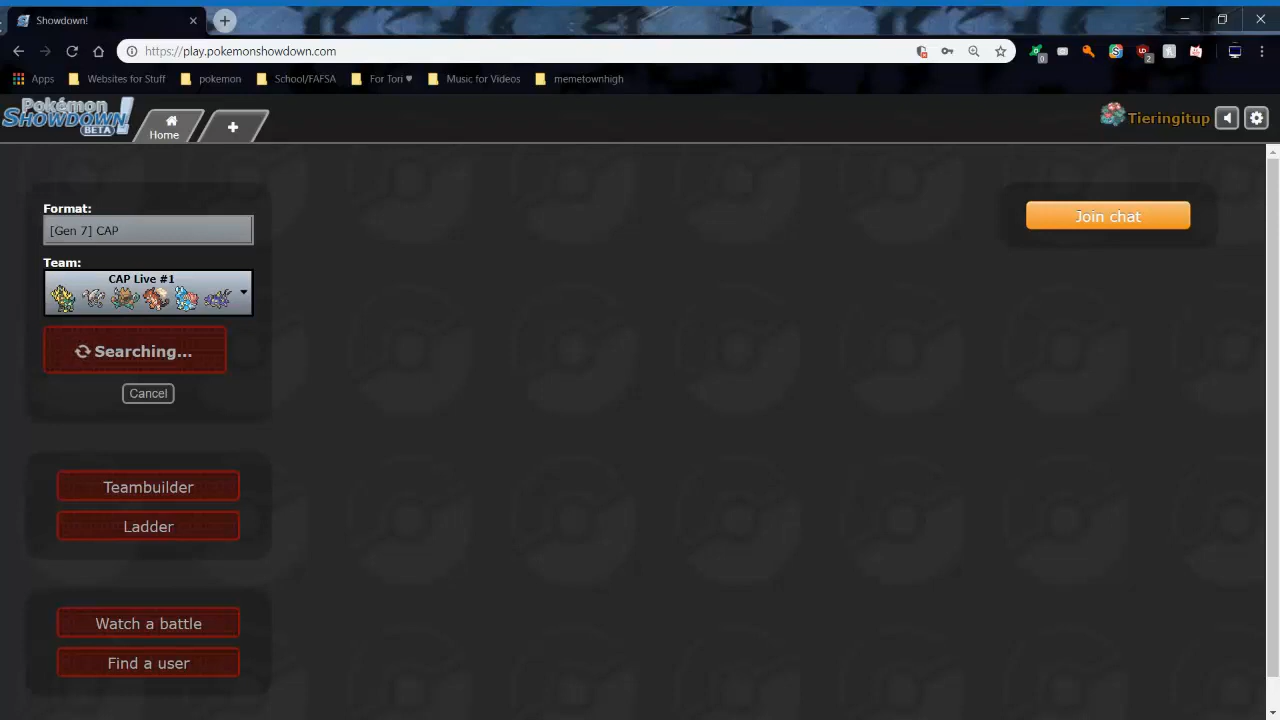 Showdown!
https://play.pokemonshowdown.com
0
2
Apps
Websites for Stuff
pokemon
School/FAFSA
For Tori ♥
Music for Videos
memetownhigh
Pokémon
SHOWDOWN!
BETA
Home
Tieringitup
Format:
[Gen 7] CAP
Team:
CAP Live #1
Searching...
Cancel
Join chat
Teambuilder
Ladder
Watch a battle
Find a user